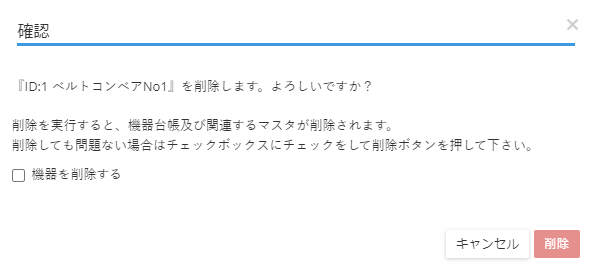 確認
『ID:1 ベルトコンベアNo1』を削除します。よろしいですか？
削除を実行すると、機器台帳及び関連するマスタが削除されます。
削除しても問題ない場合はチェックボックスにチェックをして削除ボタンを押して下さい。
機器を削除する
キャンセル 削除